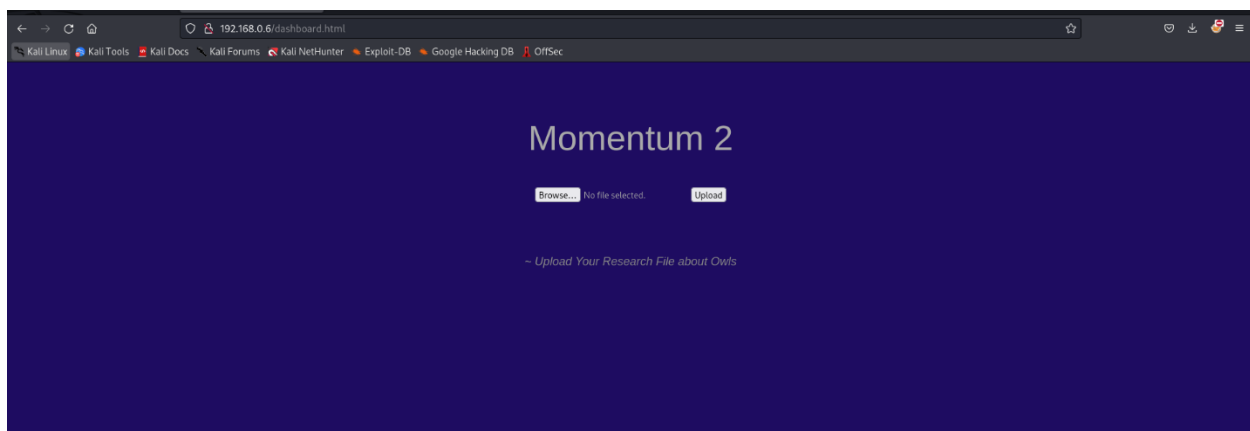 192.168.0.6/dashboard.html
Kali Linux Kali Tools Kali Docs Kali Forums Kali NetHunter Exploit-DB Google Hacking DB OffSec
Momentum 2
Browse... No file selected. Upload
~ Upload Your Research File about Owls